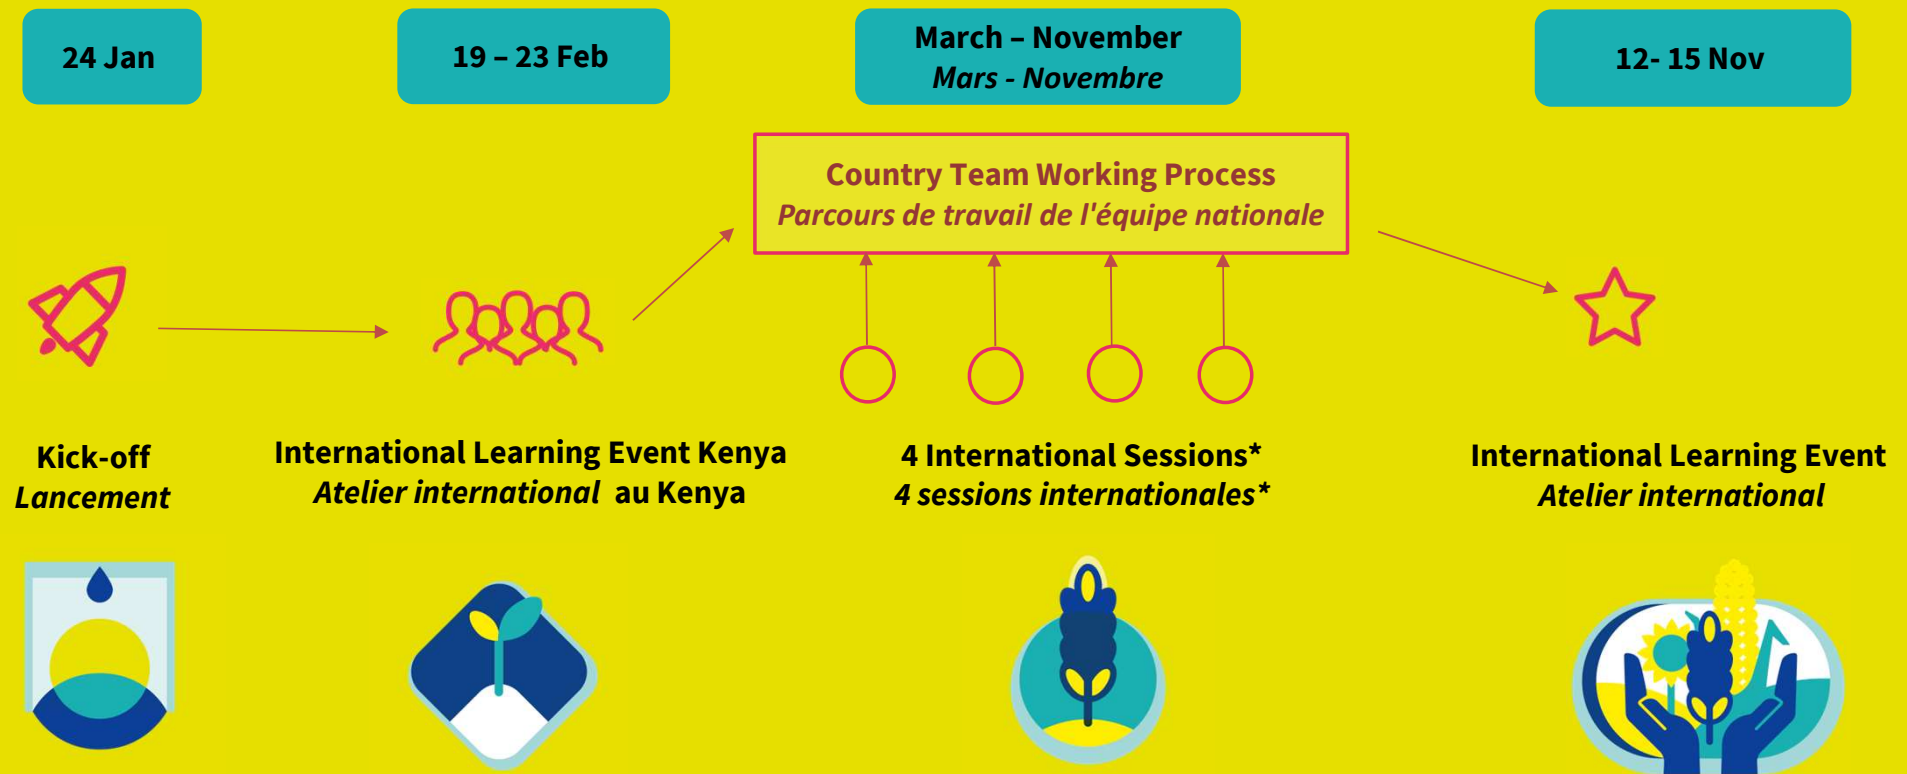 24 Jan
19 – 23 Feb
March – November
Mars - Novembre
12- 15 Nov
Country Team Working Process
Parcours de travail de l'équipe nationale
Kick-off
Lancement
International Learning Event Kenya
Atelier international au Kenya
4 International Sessions*
4 sessions internationales*
International Learning Event
Atelier international